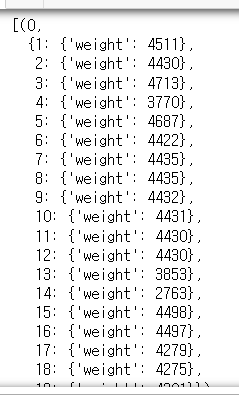 [(0,
{1: {'weight': 4511},
2: {'weight': 4430},
3: {'weight': 4713},
4: {'weight': 3770},
5: {'weight': 4687},
6: {'weight': 4422},
7: {'weight': 4435},
8: {'weight': 4435},
9: {'weight': 4432},
10: {'weight': 4431},
11: {'weight': 4430},
12: {'weight': 4430},
13: {'weight': 3853},
14: {'weight': 2763},
15: {'weight': 4498},
16: {'weight': 4497},
17: {'weight': 4279},
18: {'weight': 4275},